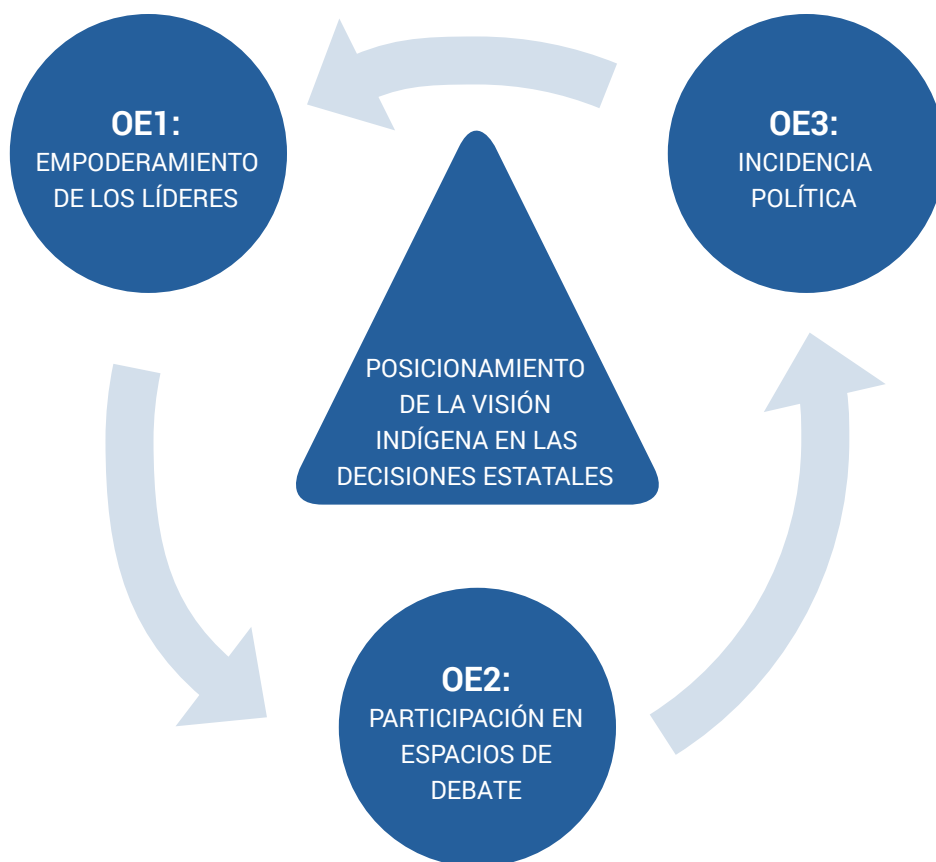 OE1:
EMPODERAMIENTO
DE LOS LÍDERES
OE3:
INCIDENCIA
POLÍTICA
POSICIONAMIENTO
DE LA VISIÓN
INDÍGENA EN LAS
DECISIONES ESTATALES
OE2:
PARTICIPACIÓN EN
ESPACIOS DE
DEBATE